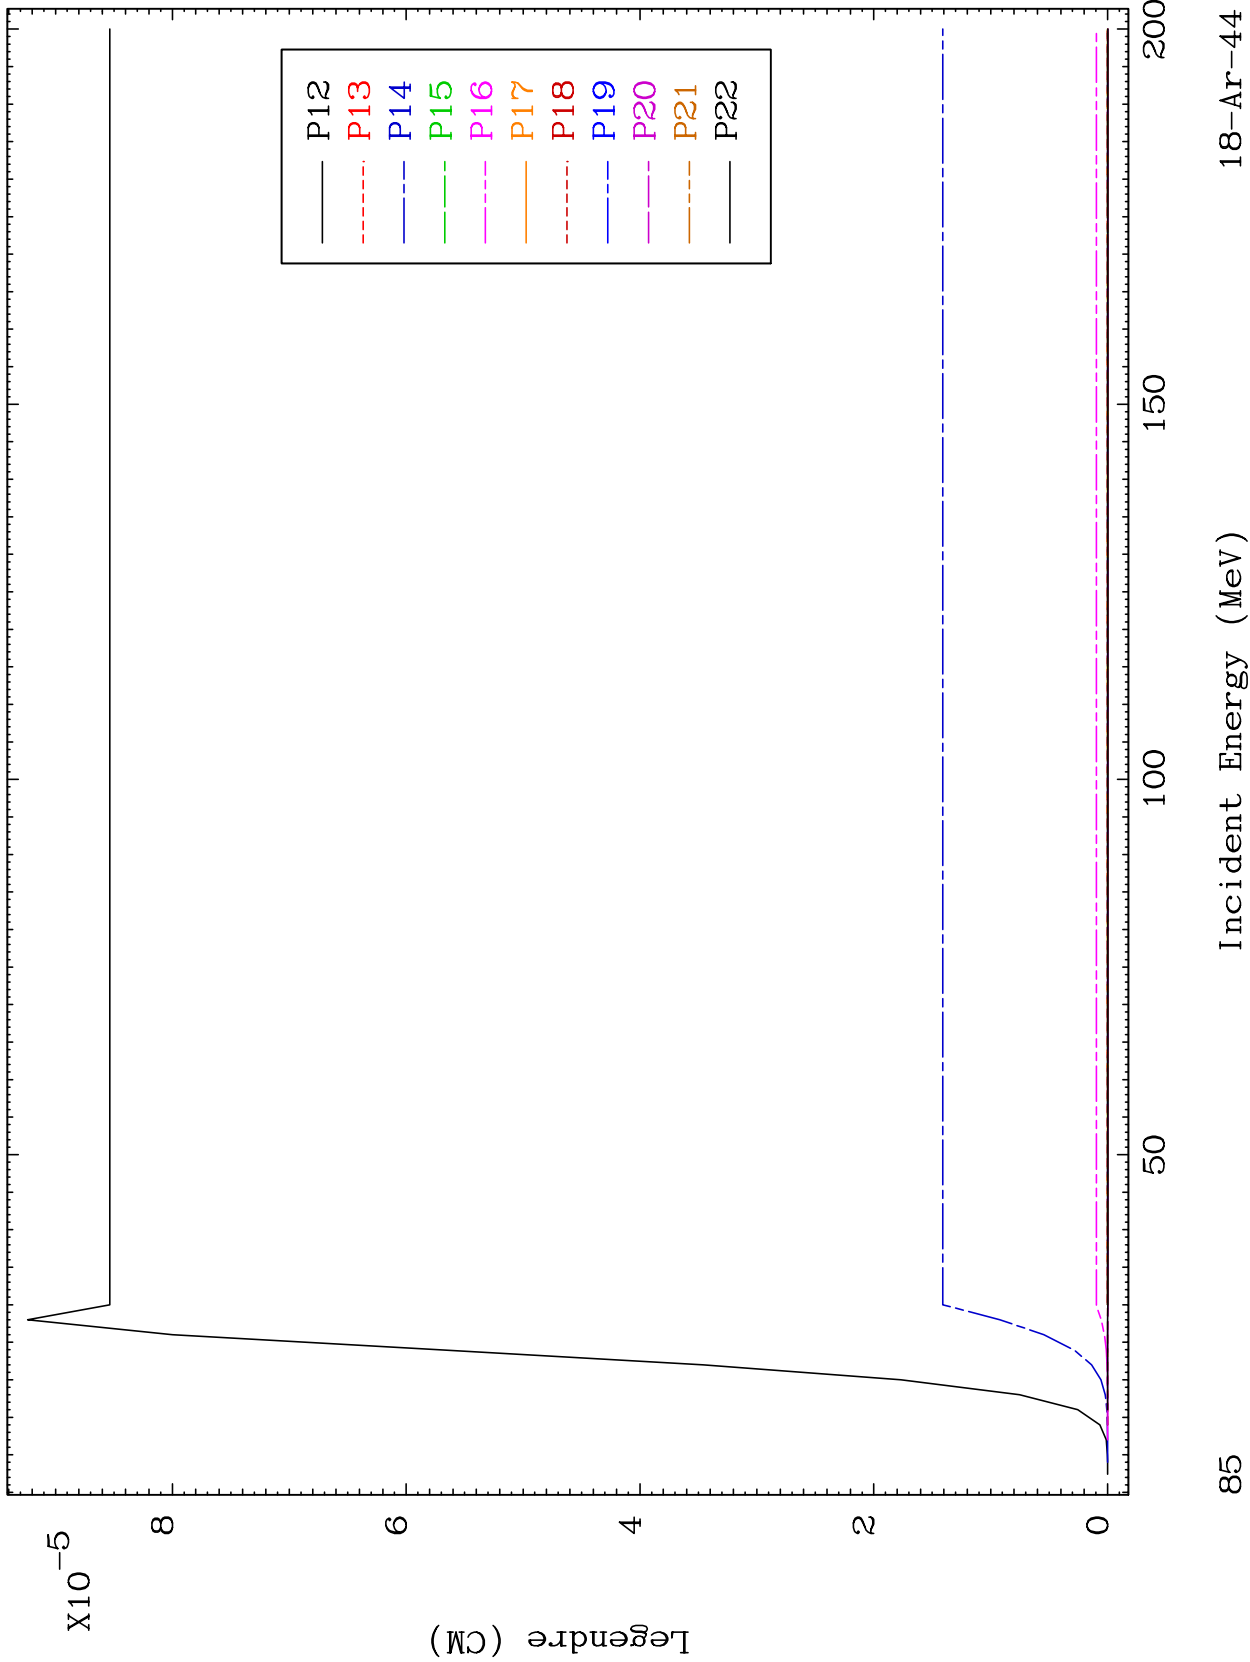 X10-5
Legendre (CM)
8
6
4
2
0
P12
P13
P14
P15
P16
P17
P18
P19
P20
P21
P22
50
100
150
200
85
Incident Energy (MeV)
18-Ar-44